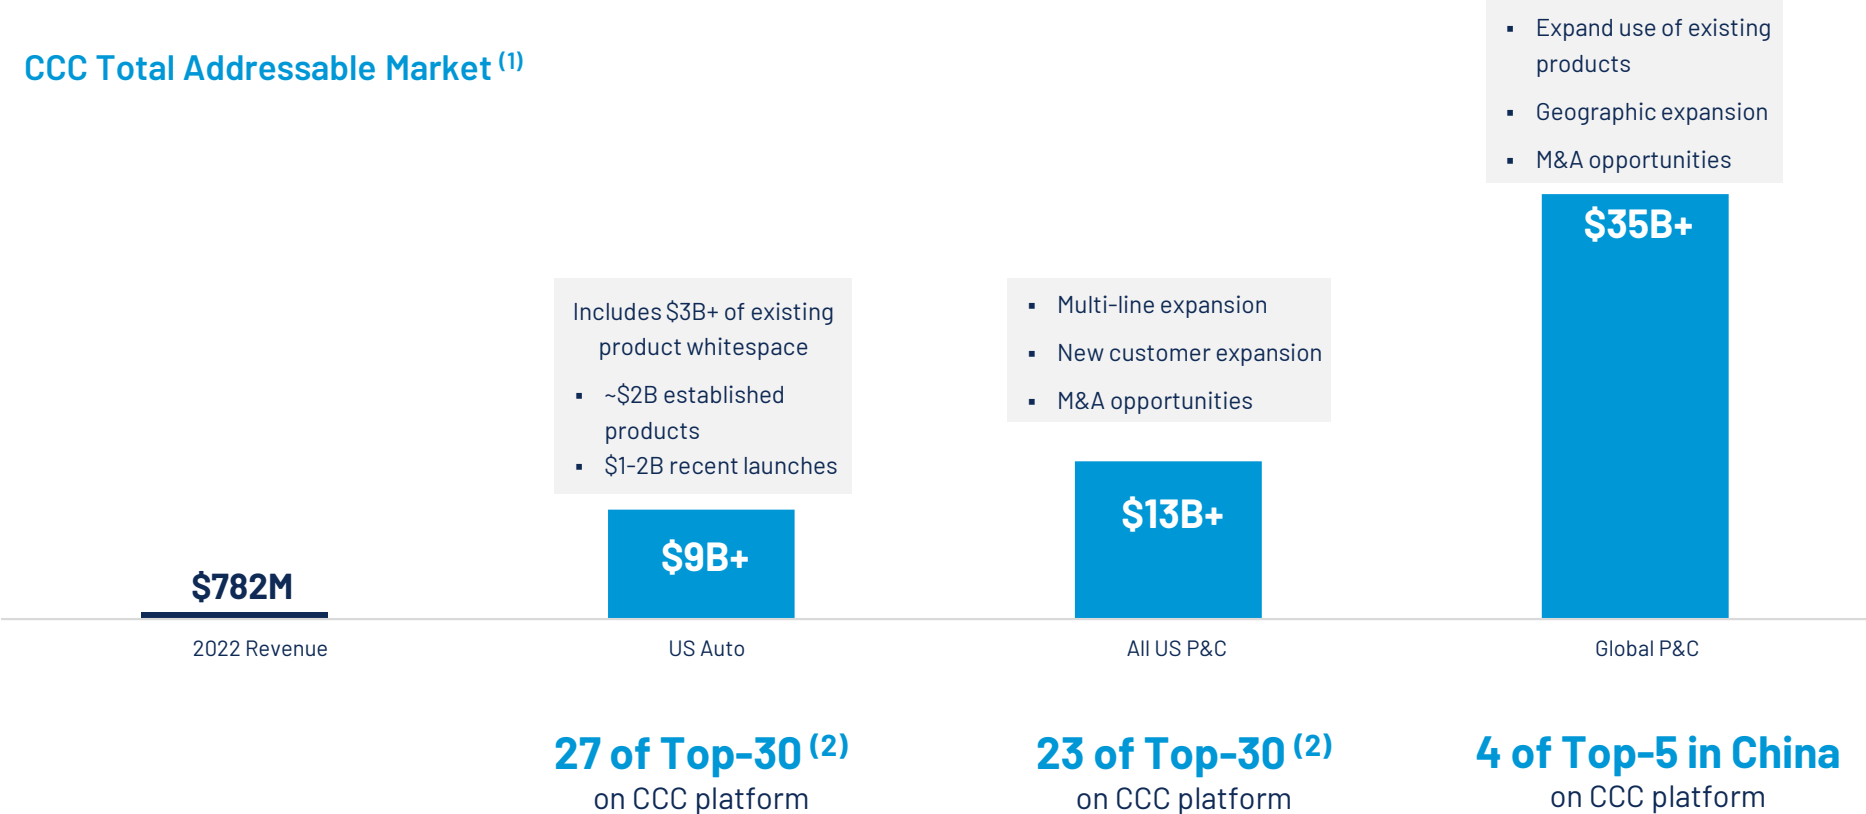 CCC Total Addressable Market (1)
▪ Expand use of existing
products
▪ Geographic expansion
▪ M&A opportunities
$35B+
Includes $3B+ of existing
product whitespace
▪ ~$2B established
products
▪ $1-2B recent launches
▪ Multi-line expansion
▪ New customer expansion
▪ M&A opportunities
$9B+
$13B+
$782M
2022 Revenue
US Auto
All US P&C
Global P&C
27 of Top-30 (2)
on CCC platform
23 of Top-30 (2)
on CCC platform
4 of Top-5 in China
on CCC platform